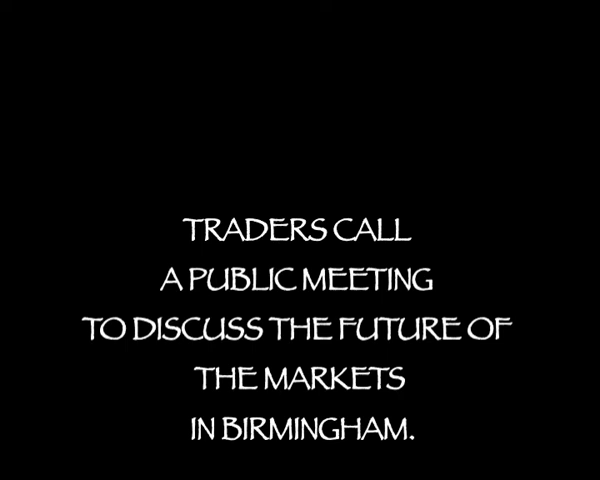 TRADERS CALL
A PUBLIC MEETING
TO DISCUSS THE FUTURE OF
THE MARKETS
IN BIRMINGHAM.